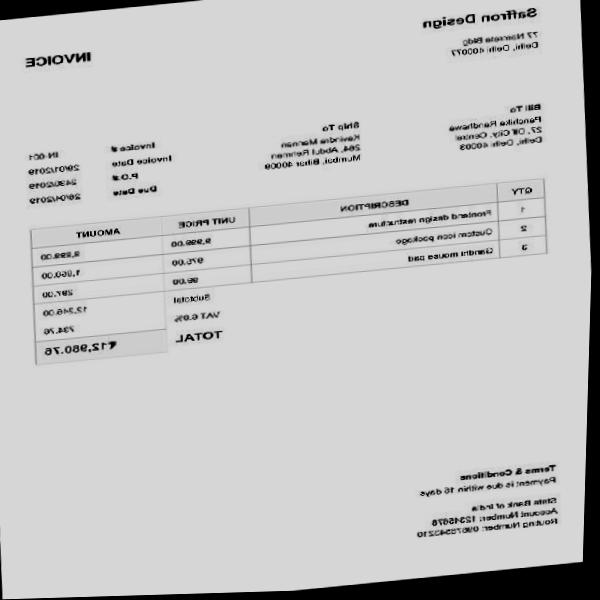 Saffron Design
77 Namrata Bldg
Delhi, Delhi 400077
INVOICE
Bill To
Panchika Randhawa
27, Dif City, Central
Delhi, Delhi 40003
Ship To
Kavindra Mannan
264, Abdul Rehman
Mumbai, Bihar 40009
Invoice # IN-001
Invoice Date 29/01/2019
P.O.# 2430/2019
Due Date 26/04/2019
QTY DESCRIPTION UNIT PRICE AMOUNT
1 Frontend design restructure 9,999.00 9,999.00
2 Custom icon package 975.00 1,950.00
3 Gandhi mouse pad 99.00 297.00
Subtotal 12,246.00
VAT 6.0% 734.76
TOTAL ₹12,980.76
Terms & Conditions
Payment is due within 15 days
State Bank of India
Account Number: 12345678
Routing Number: 09876543210